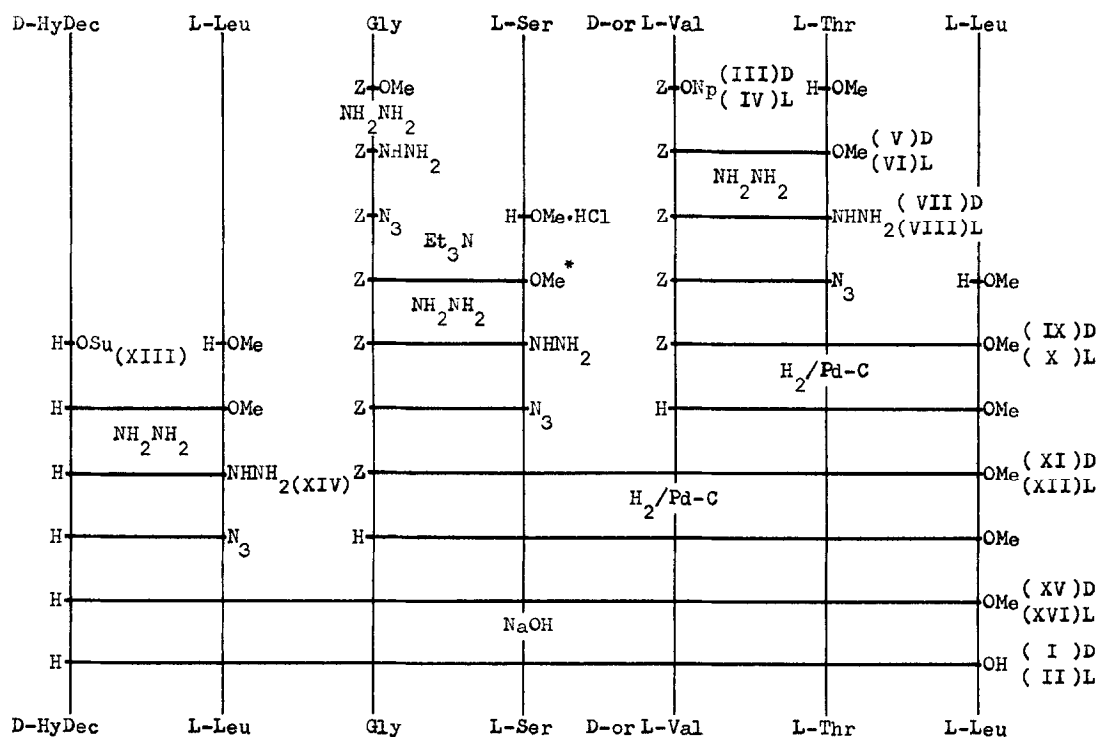 D-HyDec L-Leu Gly L-Ser D-or L-Val L-Thr L-Leu
Z OMe Z ONp (III)D H OMe
(IV)L
NH2NH2
Z NHNH2 Z OMe (V)D
(VI)L
NH2NH2
Z N3 H OMe·HCl Z NHNH2 (VII)D
(VIII)L
Et3N
Z OMe* Z N3 H OMe
NH2NH2
H OSu (XIII) H OMe Z NHNH2 Z OMe (IX)D
(X)L
H2/Pd-C
H OMe Z N3 H OMe
NH2NH2
H NHNH2(XIV) Z OMe (XI)D
(XII)L
H2/Pd-C
H N3 H OMe
H OMe (XV)D
(XVI)L
NaOH
H OH (I)D
(II)L
D-HyDec L-Leu Gly L-Ser D-or L-Val L-Thr L-Leu